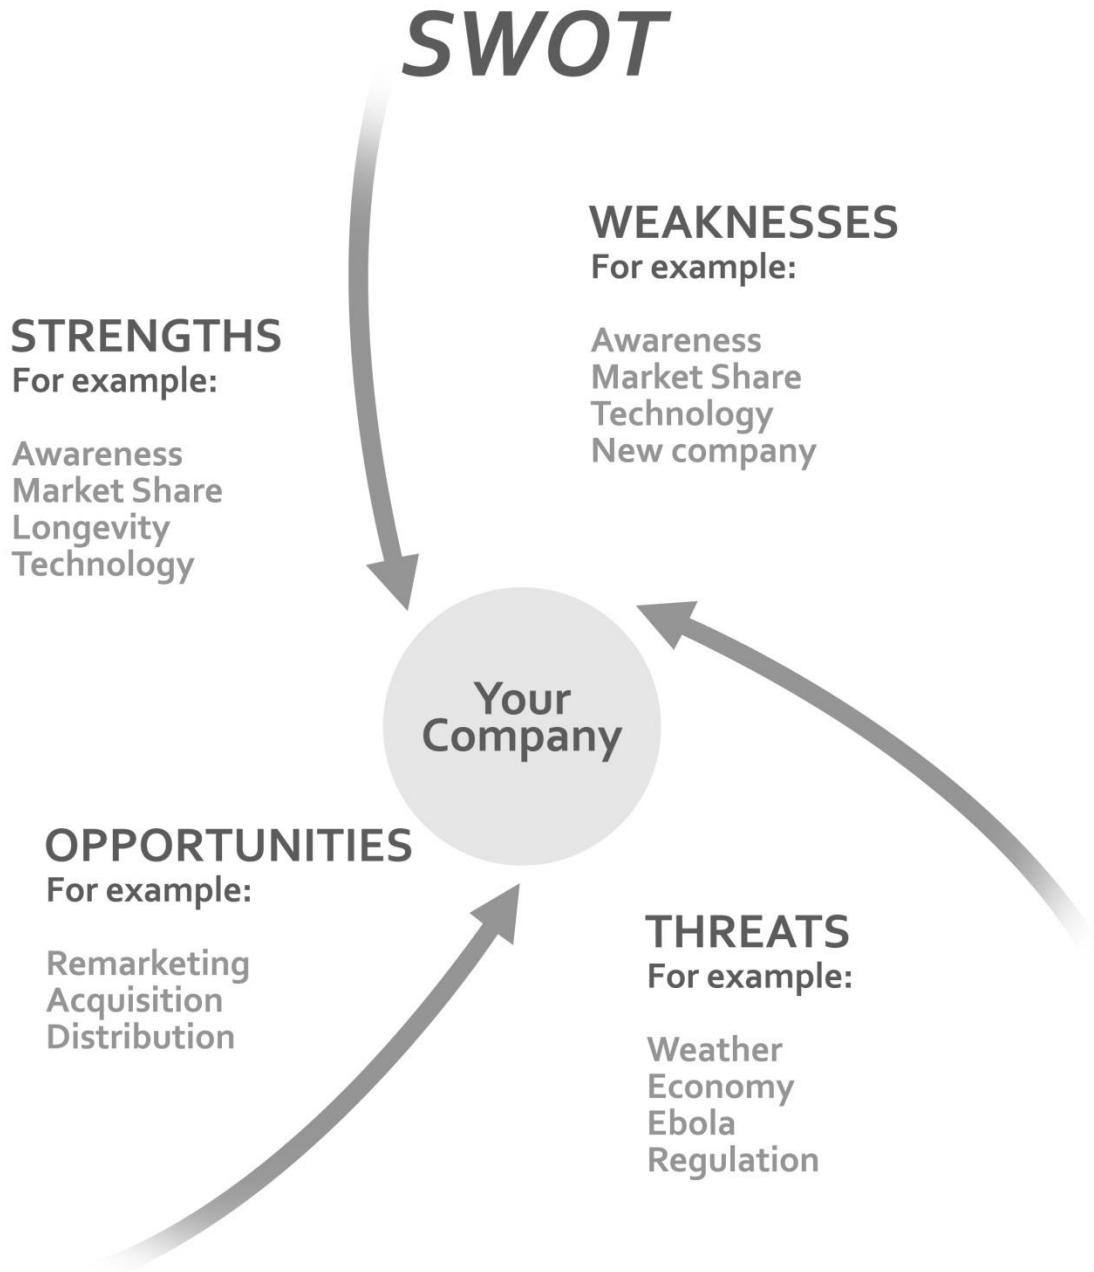 SWOT
STRENGTHS
For example:
Awareness
Market Share
Longevity
Technology
WEAKNESSES
For example:
Awareness
Market Share
Technology
New company
Your
Company
OPPORTUNITIES
For example:
Remarketing
Acquisition
Distribution
THREATS
For example:
Weather
Economy
Ebola
Regulation